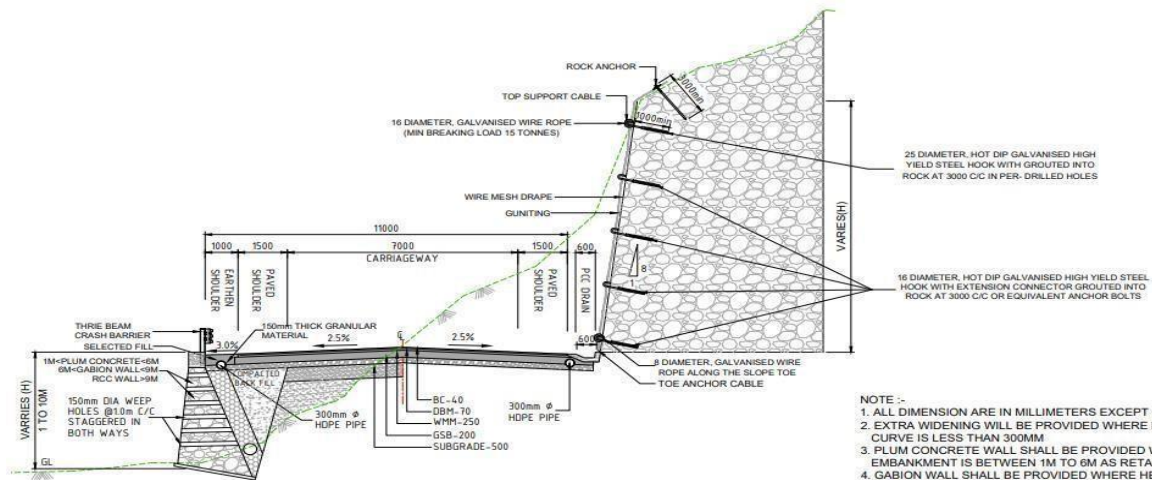 ROCK ANCHOR
3000min
TOP SUPPORT CABLE
1000min
16 DIAMETER, GALVANISED WIRE ROPE
(MIN BREAKING LOAD 15 TONNES)
25 DIAMETER, HOT DIP GALVANISED HIGH
YIELD STEEL HOOK WITH GROUTED INTO
ROCK AT 3000 C/C IN PER- DRILLED HOLES
WIRE MESH DRAPE
GUNITING
VARIES(H)
11000
1000
1500
7000
1500
600
CARRIAGEWAY
EARTHEN
SHOULDER
PAVED
SHOULDER
PAVED
SHOULDER
PCC DRAIN
8
1
16 DIAMETER, HOT DIP GALVANISED HIGH YIELD STEEL
HOOK WITH EXTENSION CONNECTOR GROUTED INTO
ROCK AT 3000 C/C OR EQUIVALENT ANCHOR BOLTS
THRIE BEAM
CRASH BARRIER
SELECTED FILL
150mm THICK GRANULAR
MATERIAL
3.0%
2.5%
2.5%
600
1M<PLUM CONCRETE<6M
6M<GABION WALL<9M
RCC WALL>9M
COMPACTED
BACK FILL
8 DIAMETER, GALVANISED WIRE
ROPE ALONG THE SLOPE TOE
TOE ANCHOR CABLE
VARIES (H)
1 TO 10M
150mm DIA WEEP
HOLES @1.0m C/C
STAGGERED IN
BOTH WAYS
300mm Φ
HDPE PIPE
BC-40
DBM-70
WMM-250
GSB-200
SUBGRADE-500
300mm Φ
HDPE PIPE
GL
NOTE :-
1. ALL DIMENSION ARE IN MILLIMETERS EXCEPT
2. EXTRA WIDENING WILL BE PROVIDED WHERE
CURVE IS LESS THAN 300MM
3. PLUM CONCRETE WALL SHALL BE PROVIDED
EMBANKMENT IS BETWEEN 1M TO 6M AS
4. GABION WALL SHALL BE PROVIDED WHERE